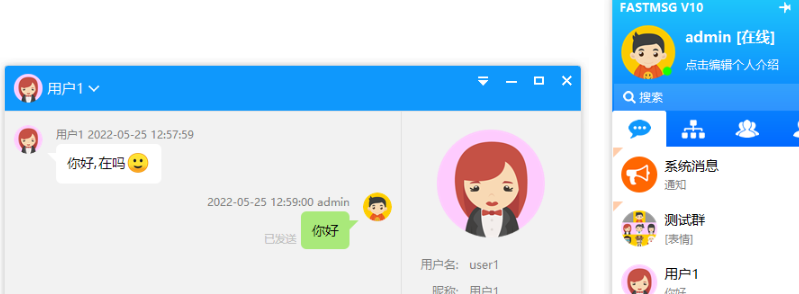 用户1
用户1 2022-05-25 12:57:59
你好,在吗
2022-05-25 12:59:00 admin
已发送 你好
用户名: user1
昵称: 用户1
FASTMSG V10
admin [在线]
点击编辑个人介绍
搜索
系统消息
通知
测试群
[表情]
用户1
你好